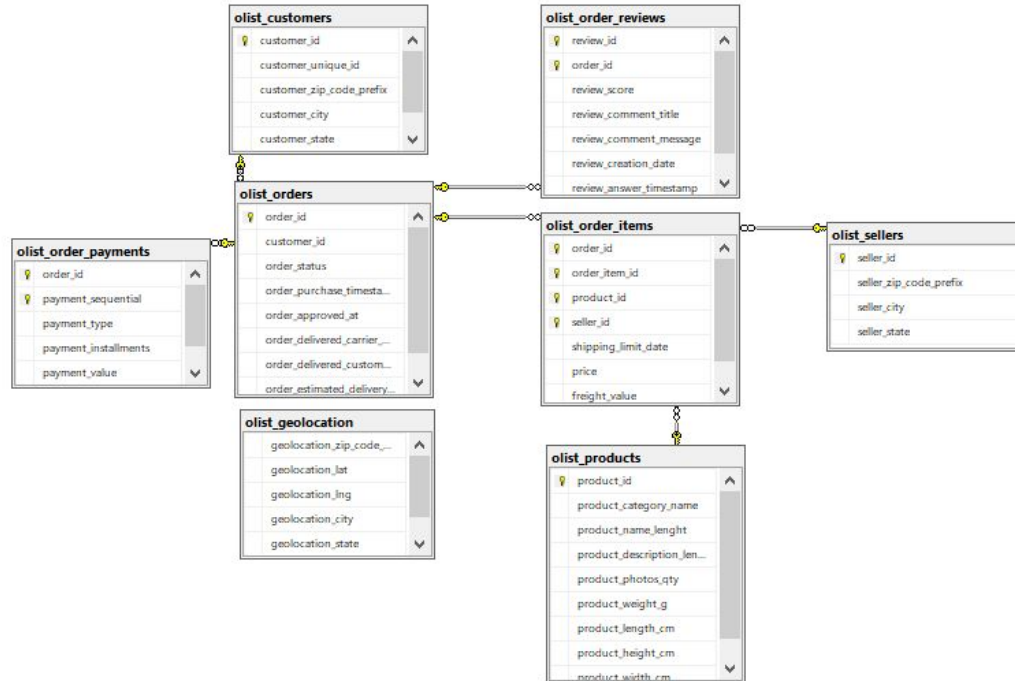 olist_customers
customer_id
customer_unique_id
customer_zip_code_prefix
customer_city
customer_state
olist_order_reviews
review_id
order_id
review_score
review_comment_title
review_comment_message
review_creation_date
review_answer_timestamp
olist_orders
order_id
customer_id
order_status
order_purchase_timesta...
order_approved_at
order_delivered_carrier_...
order_delivered_custom...
order_estimated_delivery...
olist_order_items
order_id
order_item_id
product_id
seller_id
shipping_limit_date
price
freight_value
olist_sellers
seller_id
seller_zip_code_prefix
seller_city
seller_state
olist_order_payments
order_id
payment_sequential
payment_type
payment_installments
payment_value
olist_geolocation
geolocation_zip_code_...
geolocation_lat
geolocation_lng
geolocation_city
geolocation_state
olist_products
product_id
product_category_name
product_name_lenght
product_description_len...
product_photos_qty
product_weight_g
product_length_cm
product_height_cm
product_width_cm